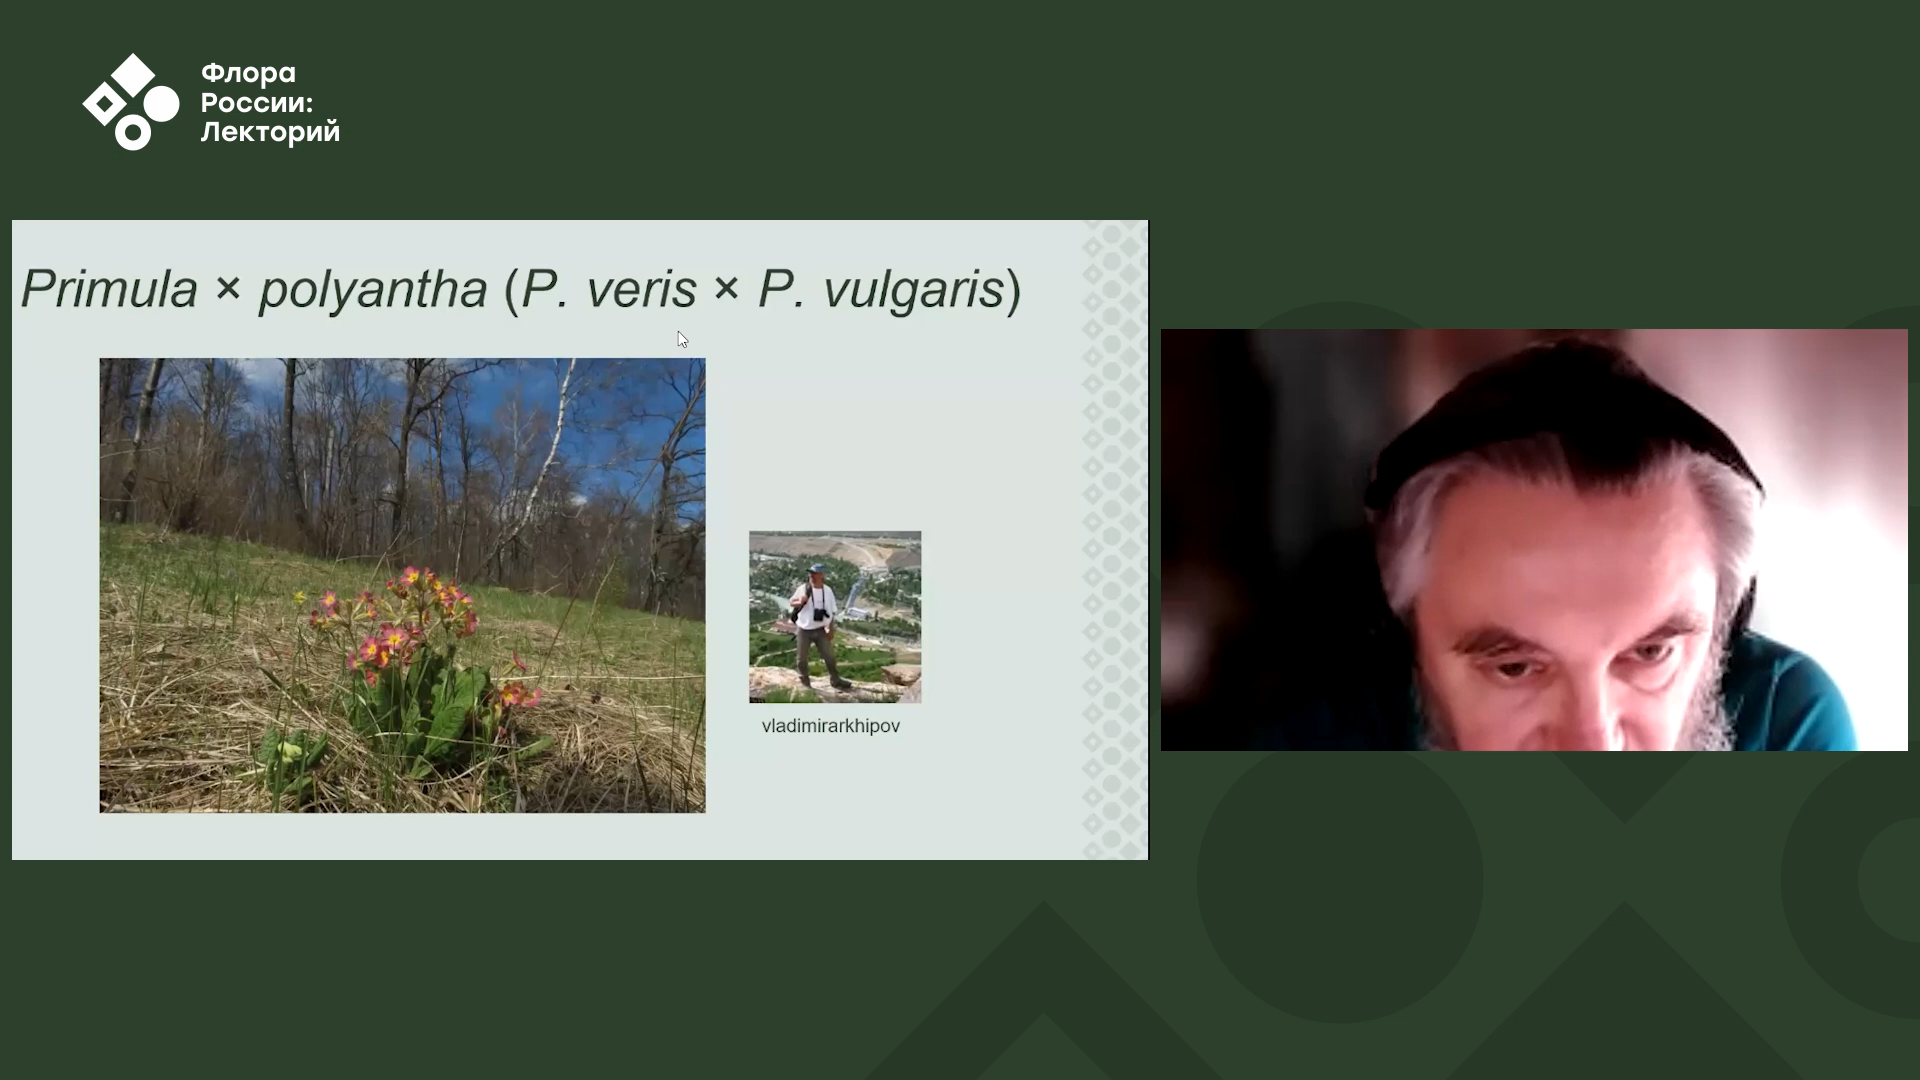 Флора
России:
Лекторий
Primula × polyantha (P. veris × P. vulgaris)
vladimirarkhipov